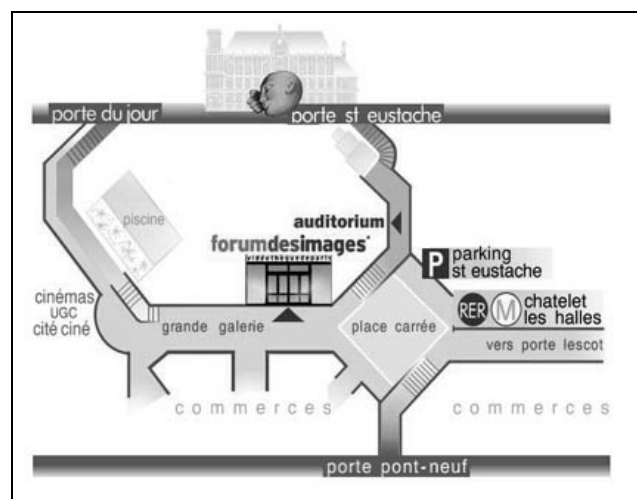 porte du jour
porte st eustache
piscine
auditorium
forumdesimages*
vidéothèquedeparis
P parking
st eustache
cinémas
UGC
cité ciné
grande galerie
place carrée
RER M chatelet
les halles
vers porte lescot
commerces
commerces
porte pont-neuf